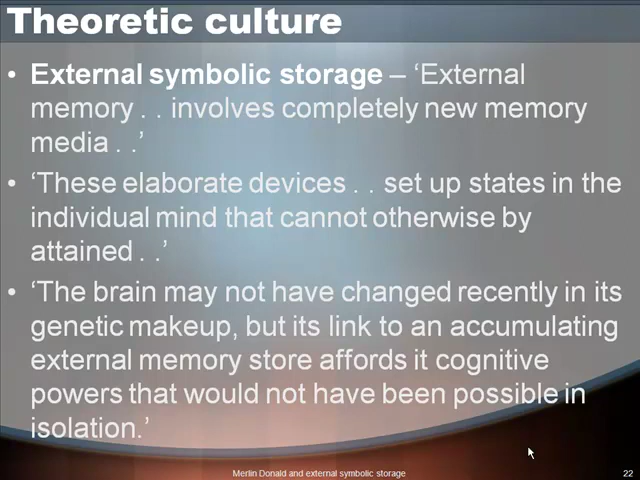 Theoretic culture
• External symbolic storage – ‘External
memory . . involves completely new memory
media . .’
• ‘These elaborate devices . . set up states in the
individual mind that cannot otherwise by
attained . .’
• ‘The brain may not have changed recently in its
genetic makeup, but its link to an accumulating
external memory store affords it cognitive
powers that would not have been possible in
isolation.’
Merlin Donald and external symbolic storage
22